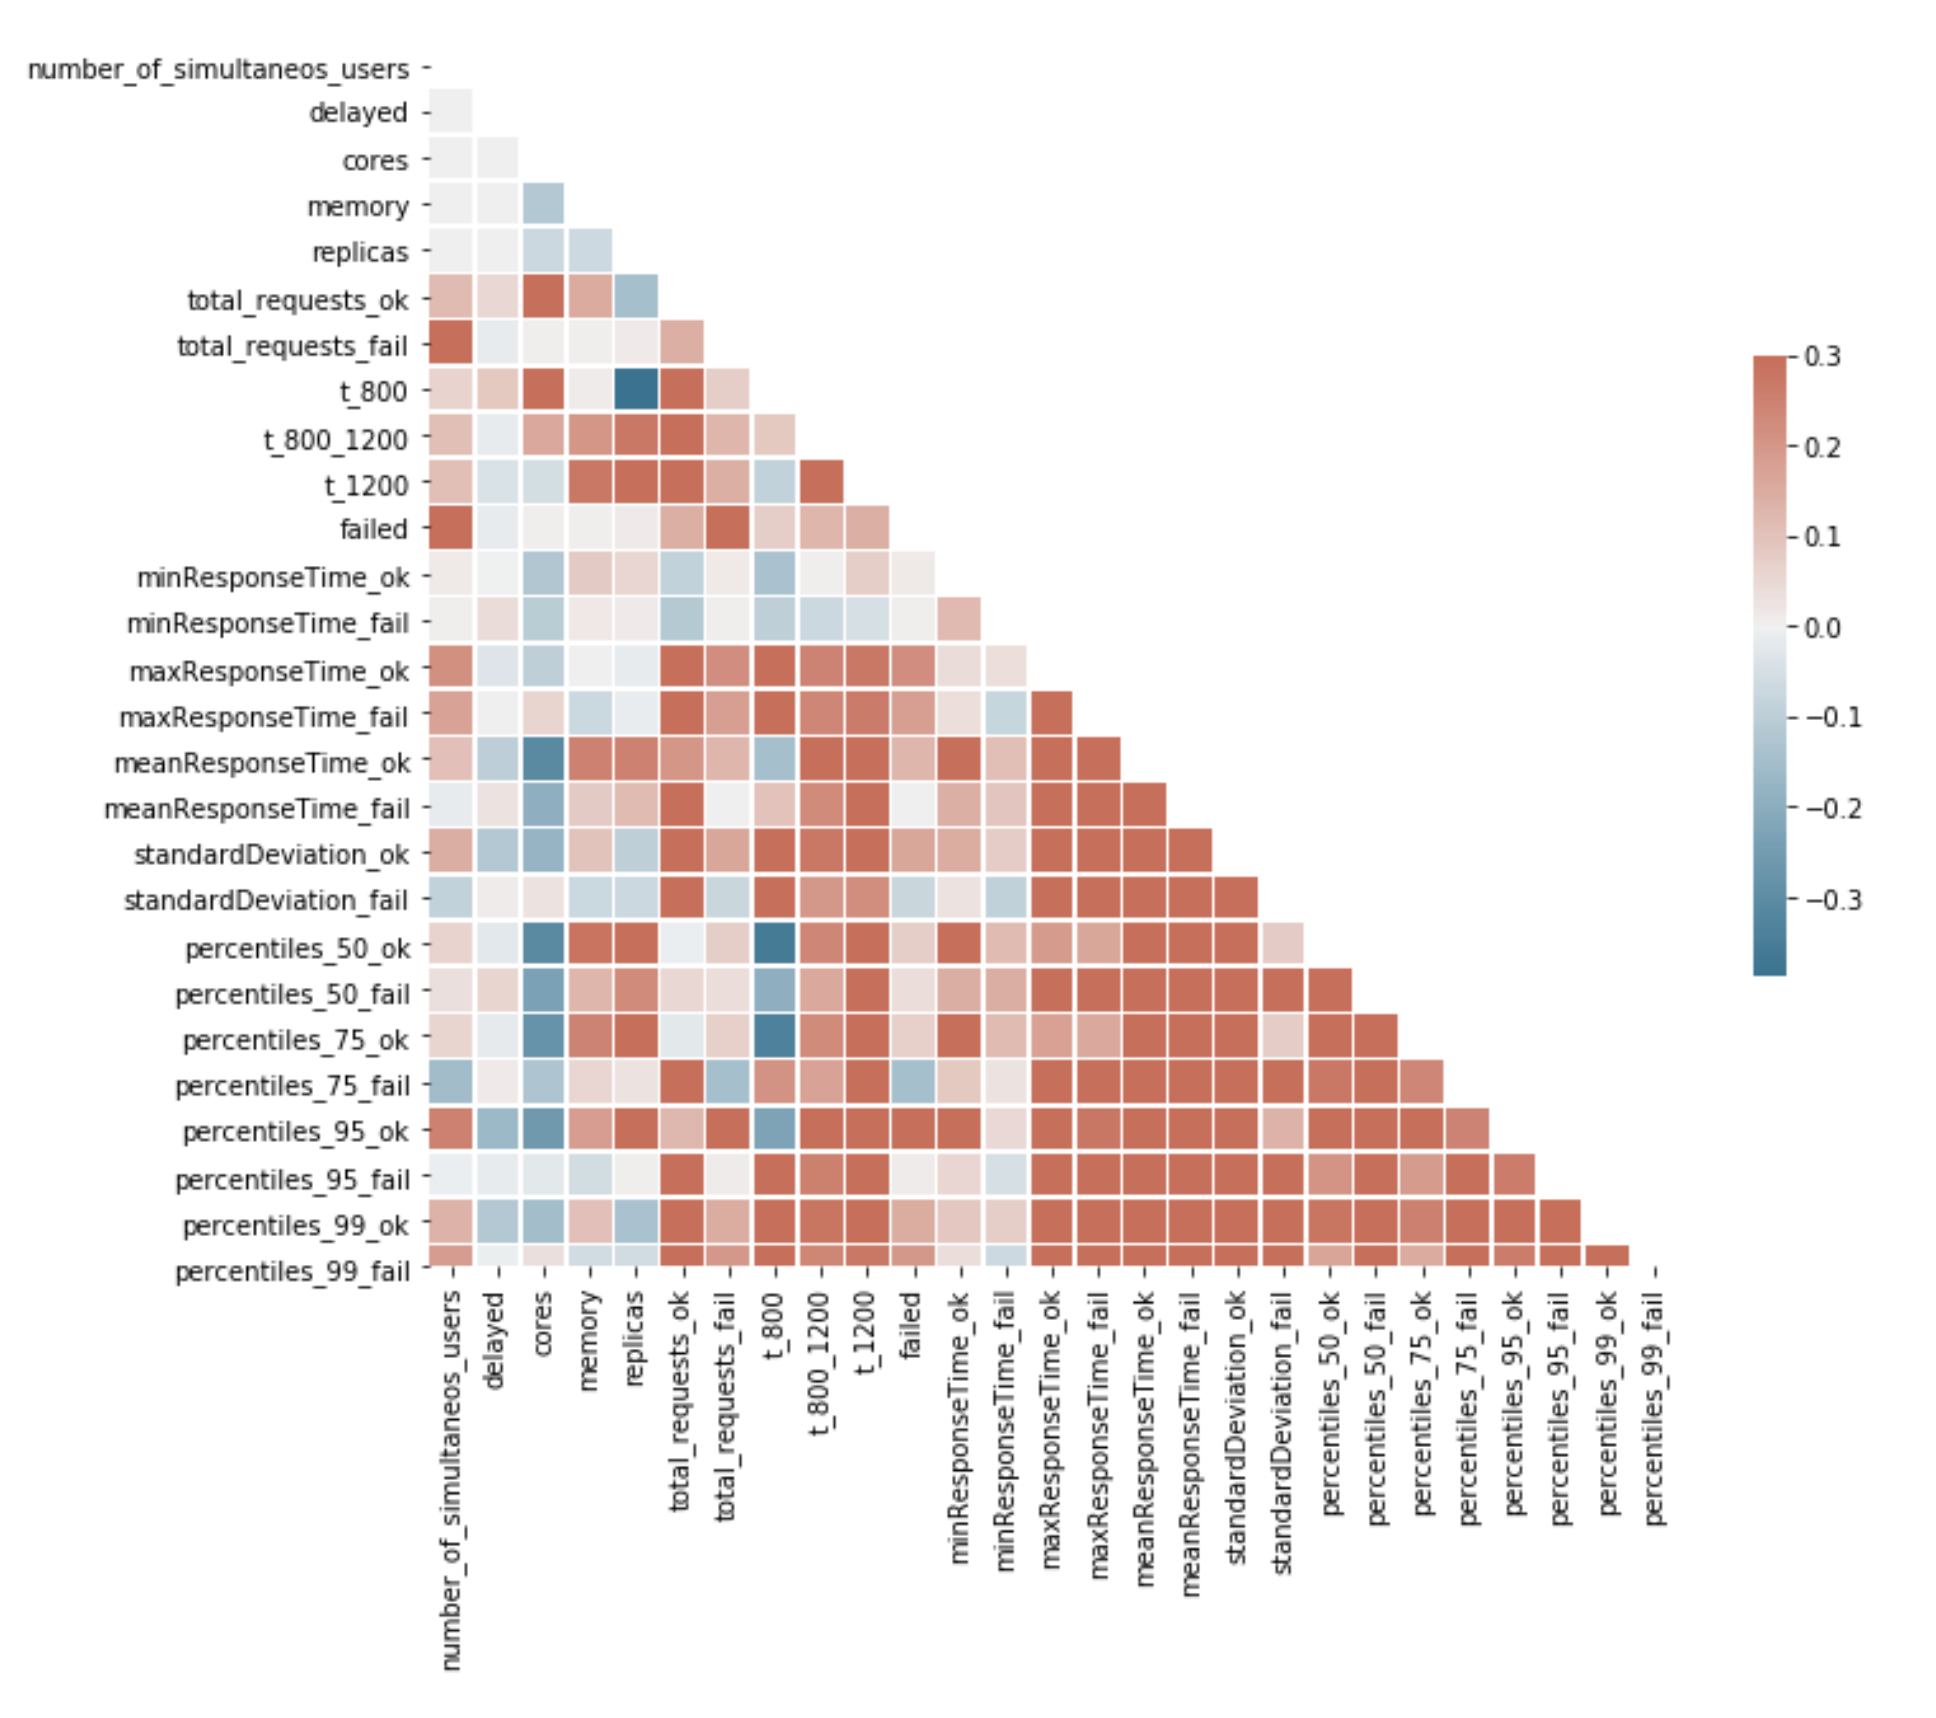 number_of_simultaneos_users
delayed
cores
memory
replicas
total_requests_ok
total_requests_fail
t_800
t_800_1200
t_1200
failed
minResponseTime_ok
minResponseTime_fail
maxResponseTime_ok
maxResponseTime_fail
meanResponseTime_ok
meanResponseTime_fail
standardDeviation_ok
standardDeviation_fail
percentiles_50_ok
percentiles_50_fail
percentiles_75_ok
percentiles_75_fail
percentiles_95_ok
percentiles_95_fail
percentiles_99_ok
percentiles_99_fail
number_of_simultaneos_users
delayed
cores
memory
replicas
total_requests_ok
total_requests_fail
t_800
t_800_1200
t_1200
failed
minResponseTime_ok
minResponseTime_fail
maxResponseTime_ok
maxResponseTime_fail
meanResponseTime_ok
meanResponseTime_fail
standardDeviation_ok
standardDeviation_fail
percentiles_50_ok
percentiles_50_fail
percentiles_75_ok
percentiles_75_fail
percentiles_95_ok
percentiles_95_fail
percentiles_99_ok
percentiles_99_fail
0.3
0.2
0.1
0.0
−0.1
−0.2
−0.3